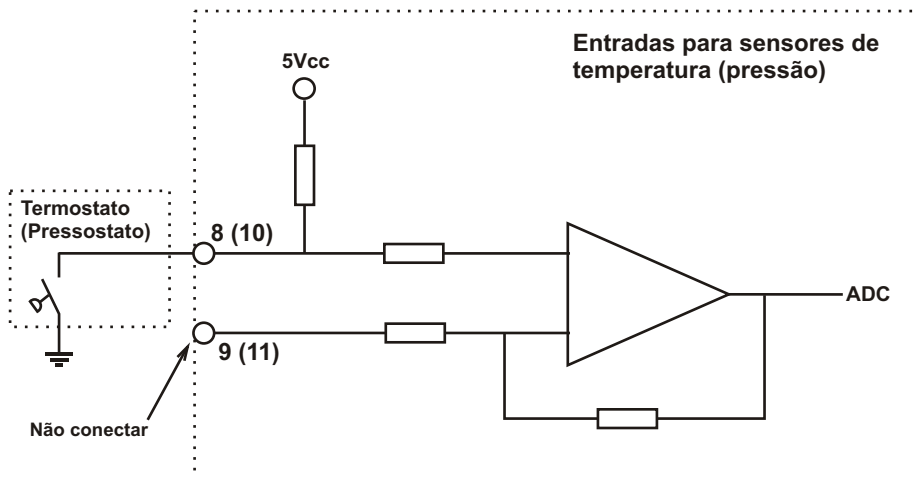 Entradas para sensores de
temperatura (pressão)
5Vcc
Termostato
(Pressostato)
8 (10)
ADC
9 (11)
Não conectar